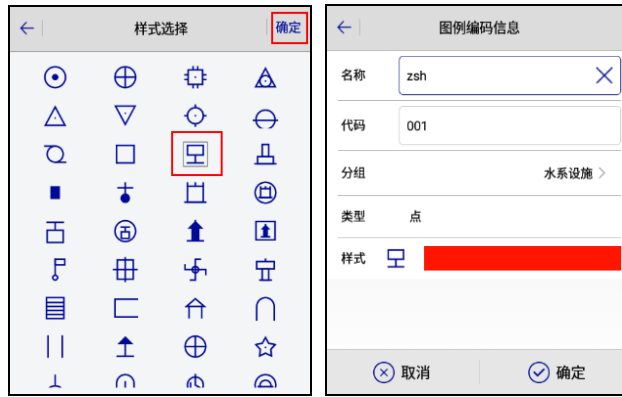 样式选择
确定
图例编码信息
名称 zsh
代码 001
分组 水系设施
类型 点
样式
取消 确定